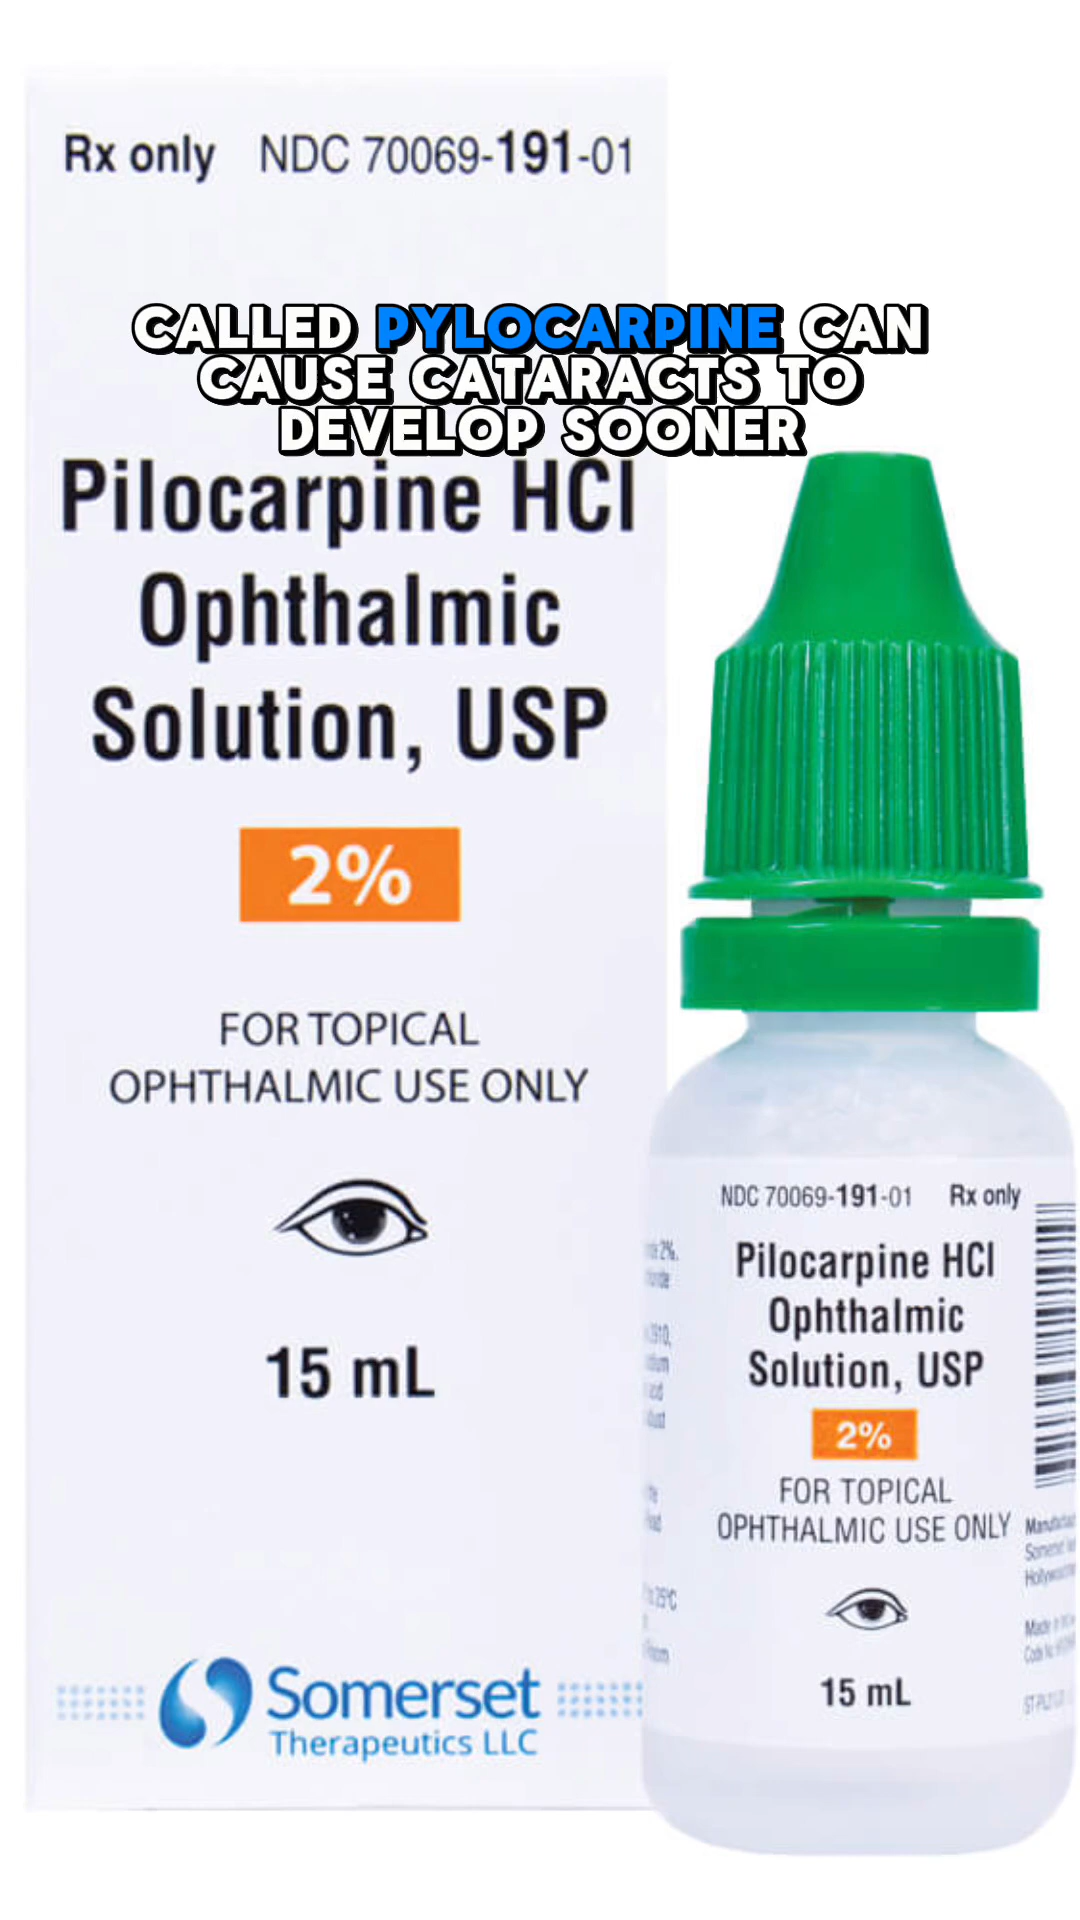 Rx only NDC 70069-191-01
CALLED PYLOCARPINE CAN
CAUSE CATARACTS TO
DEVELOP SOONER
Pilocarpine HCl
Ophthalmic
Solution, USP
2%
FOR TOPICAL
OPHTHALMIC USE ONLY
15 mL
Somerset
Therapeutics LLC
NDC 70069-191-01 Rx only
Pilocarpine HCl
Ophthalmic
Solution, USP
2%
FOR TOPICAL
OPHTHALMIC USE ONLY
15 mL
2%.
25°C